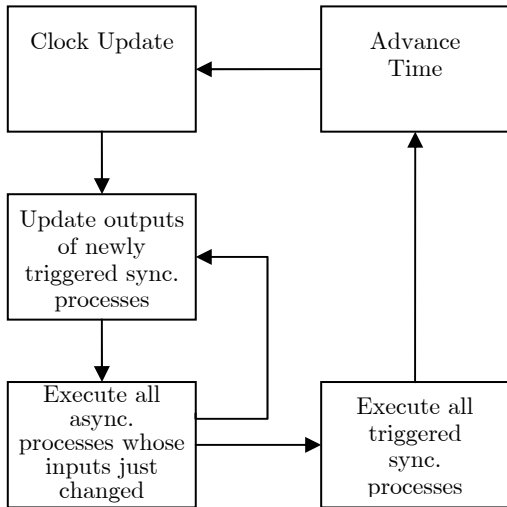 Clock Update
Advance
Time
Update outputs
of newly
triggered sync.
processes
Execute all
async.
processes whose
inputs just
changed
Execute all
triggered
sync.
processes